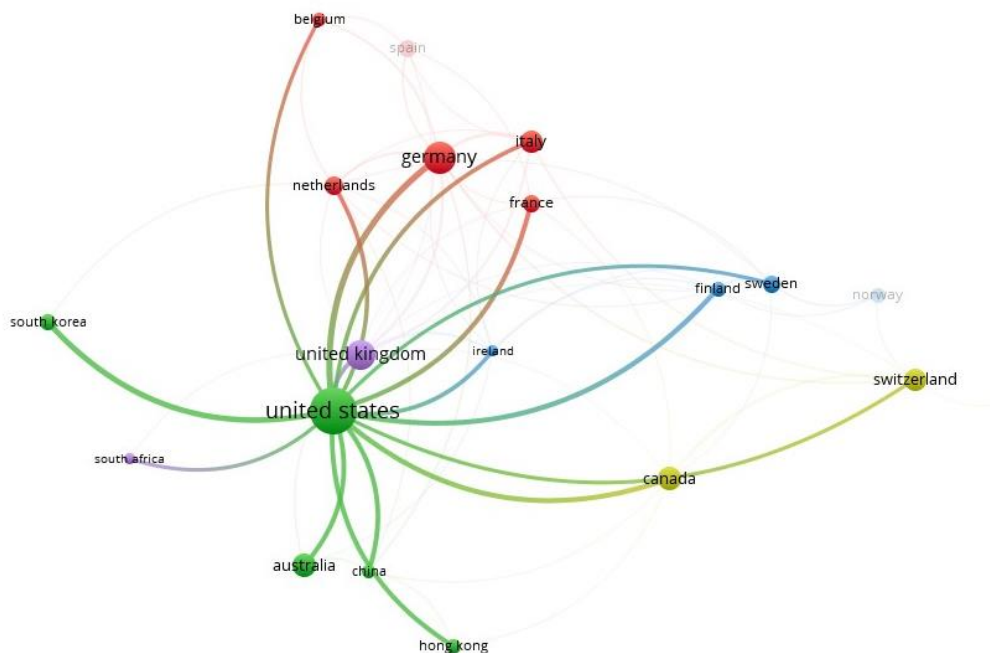 belgium
spain
italy
germany
netherlands
france
sweden
finland
norway
south korea
ireland
united kingdom
switzerland
united states
south africa
canada
australia
china
hong kong